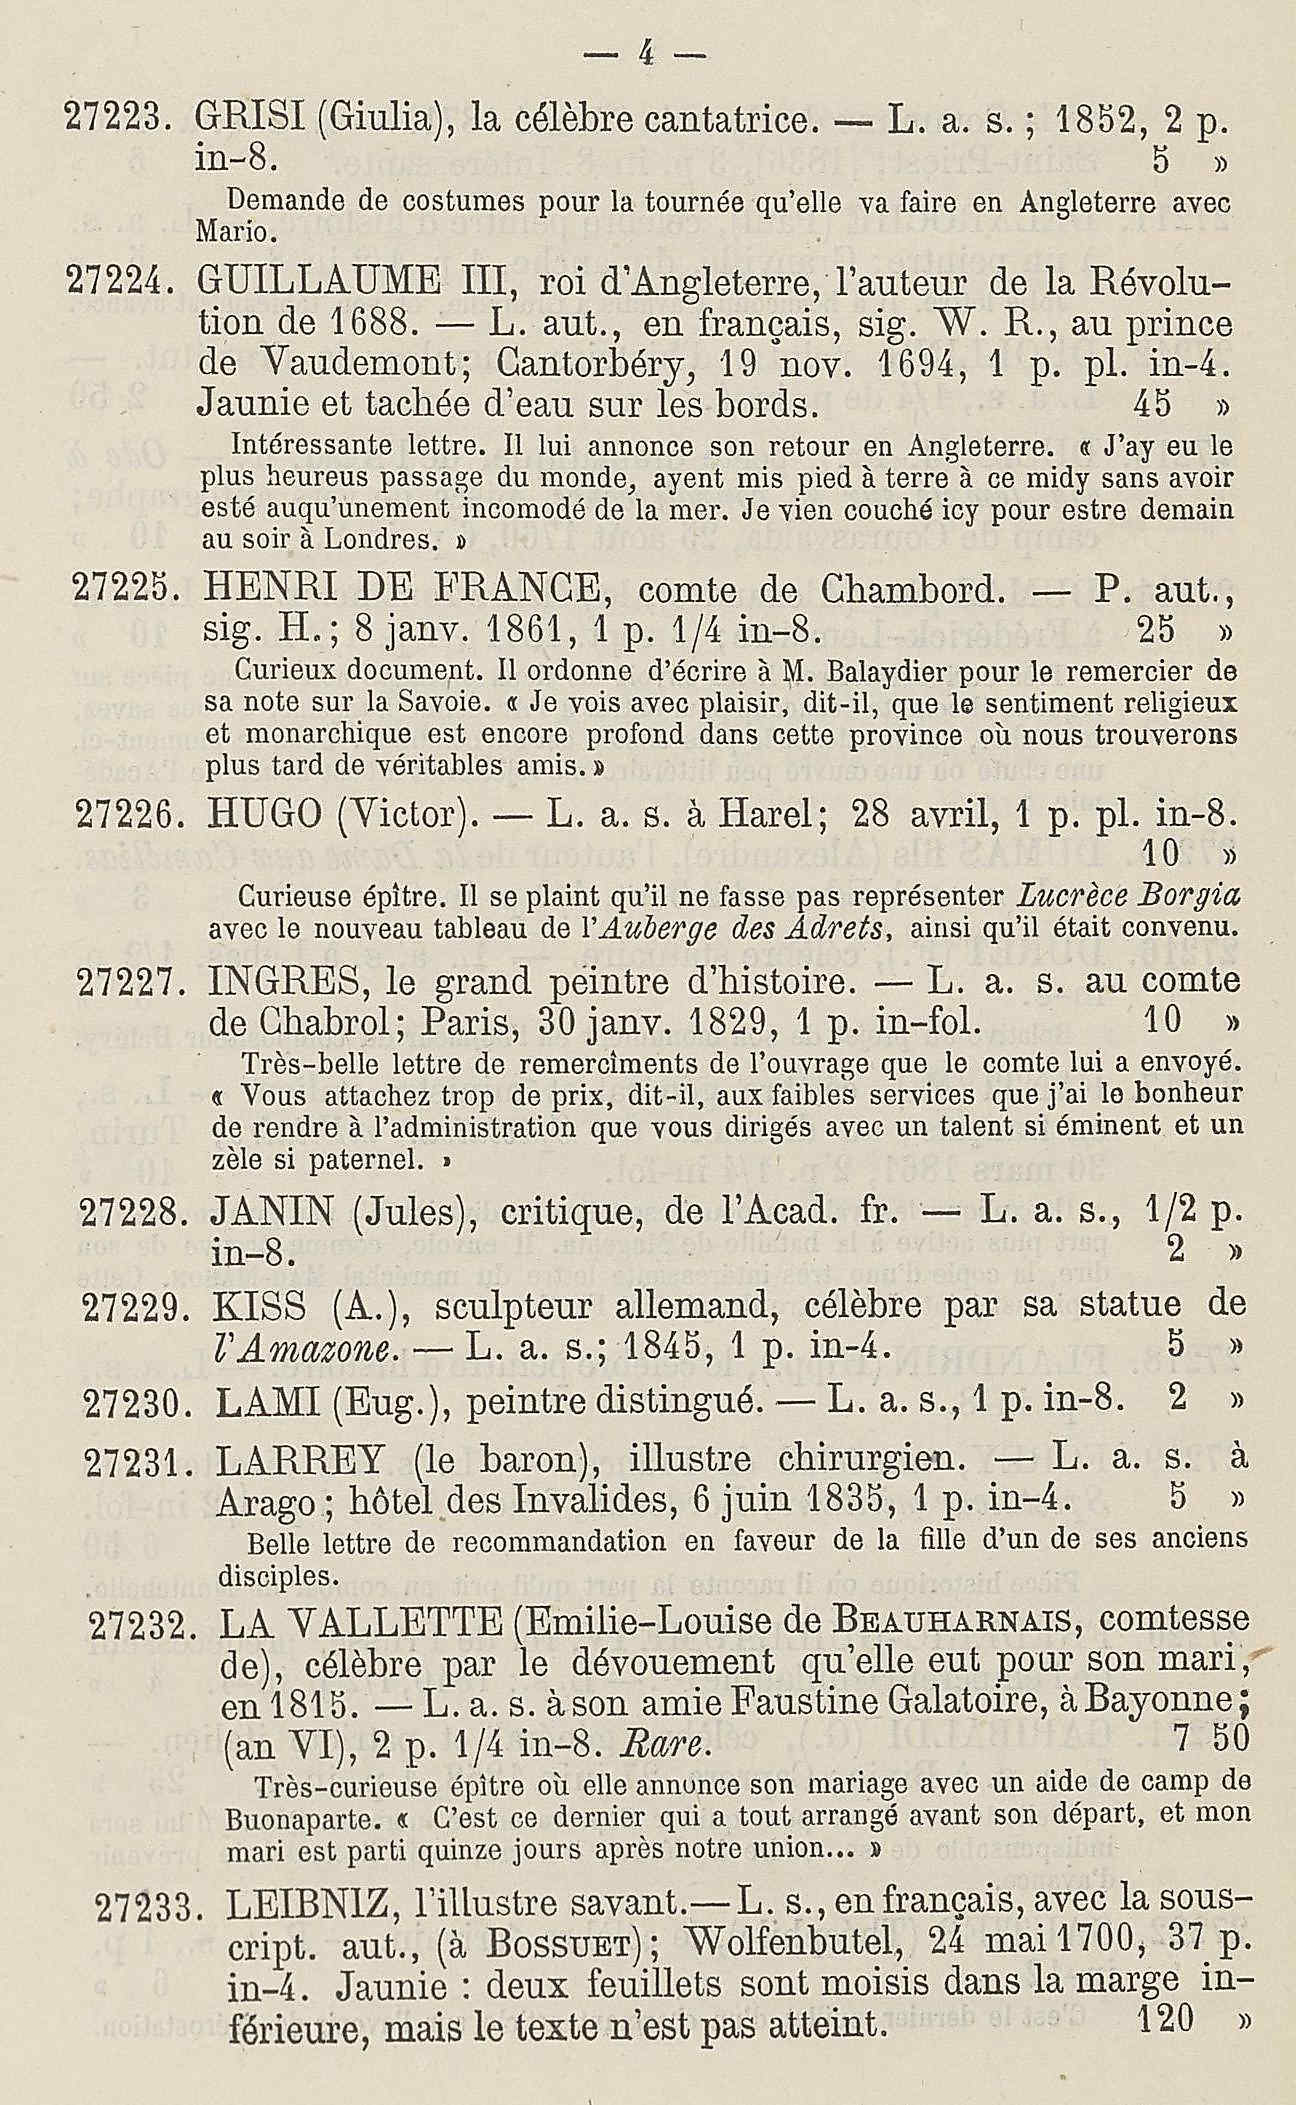 — 4 —
27223. GRISI (Giulia), la célèbre cantatrice. — L. a. s. ; 1852, 2 p.
in-8. 5 »
Demande de costumes pour la tournée qu'elle va faire en Angleterre avec
Mario.
27224. GUILLAUME III, roi d'Angleterre, l'auteur de la Révolu-
tion de 1688. — L. aut., en français, sig. W. R., au prince
de Vaudemont; Cantorbéry, 19 nov. 1694, 1 p. pl. in-4.
Jaunie et tachée d'eau sur les bords. 45 »
Intéressante lettre. Il lui annonce son retour en Angleterre. « J'ay eu le
plus heureus passage du monde, ayent mis pied à terre à ce midy sans avoir
esté auqu'unement incomodé de la mer. Je vien couché icy pour estre demain
au soir à Londres. »
27225. HENRI DE FRANCE, comte de Chambord. — P. aut.,
sig. H.; 8 janv. 1861, 1 p. 1/4 in-8. 25 »
Curieux document. Il ordonne d'écrire à M. Balaydier pour le remercier de
sa note sur la Savoie. « Je vois avec plaisir, dit-il, que le sentiment religieux
et monarchique est encore profond dans cette province où nous trouverons
plus tard de véritables amis. »
27226. HUGO (Victor). — L. a. s. à Harel; 28 avril, 1 p. pl. in-8.
10 »
Curieuse épître. Il se plaint qu'il ne fasse pas représenter Lucrèce Borgia
avec le nouveau tableau de l'Auberge des Adrets, ainsi qu'il était convenu.
27227. INGRES, le grand peintre d'histoire. — L. a. s. au comte
de Chabrol; Paris, 30 janv. 1829, 1 p. in-fol. 10 »
Très-belle lettre de remercîments de l'ouvrage que le comte lui a envoyé.
« Vous attachez trop de prix, dit-il, aux faibles services que j'ai le bonheur
de rendre à l'administration que vous dirigés avec un talent si éminent et un
zèle si paternel. »
27228. JANIN (Jules), critique, de l'Acad. fr. — L. a. s., 1/2 p.
in-8. 2 »
27229. KISS (A.), sculpteur allemand, célèbre par sa statue de
l'Amazone. — L. a. s.; 1845, 1 p. in-4. 5 »
27230. LAMI (Eug.), peintre distingué. — L. a. s., 1 p. in-8. 2 »
27231. LARREY (le baron), illustre chirurgien. — L. a. s. à
Arago; hôtel des Invalides, 6 juin 1835, 1 p. in-4. 5 »
Belle lettre de recommandation en faveur de la fille d'un de ses anciens
disciples.
27232. LA VALLETTE (Emilie-Louise de BEAUHARNAIS, comtesse
de), célèbre par le dévouement qu'elle eut pour son mari,
en 1815. — L. a. s. à son amie Faustine Galatoire, à Bayonne;
(an VI), 2 p. 1/4 in-8. Rare. 7 50
Très-curieuse épître où elle annonce son mariage avec un aide de camp de
Buonaparte. « C'est ce dernier qui a tout arrangé avant son départ, et mon
mari est parti quinze jours après notre union... »
27233. LEIBNIZ, l'illustre savant. — L. s., en français, avec la sous-
cript. aut., (à BOSSUET); Wolfenbutel, 24 mai 1700, 37 p.
in-4. Jaunie : deux feuillets sont moisis dans la marge in-
férieure, mais le texte n'est pas atteint. 120 »